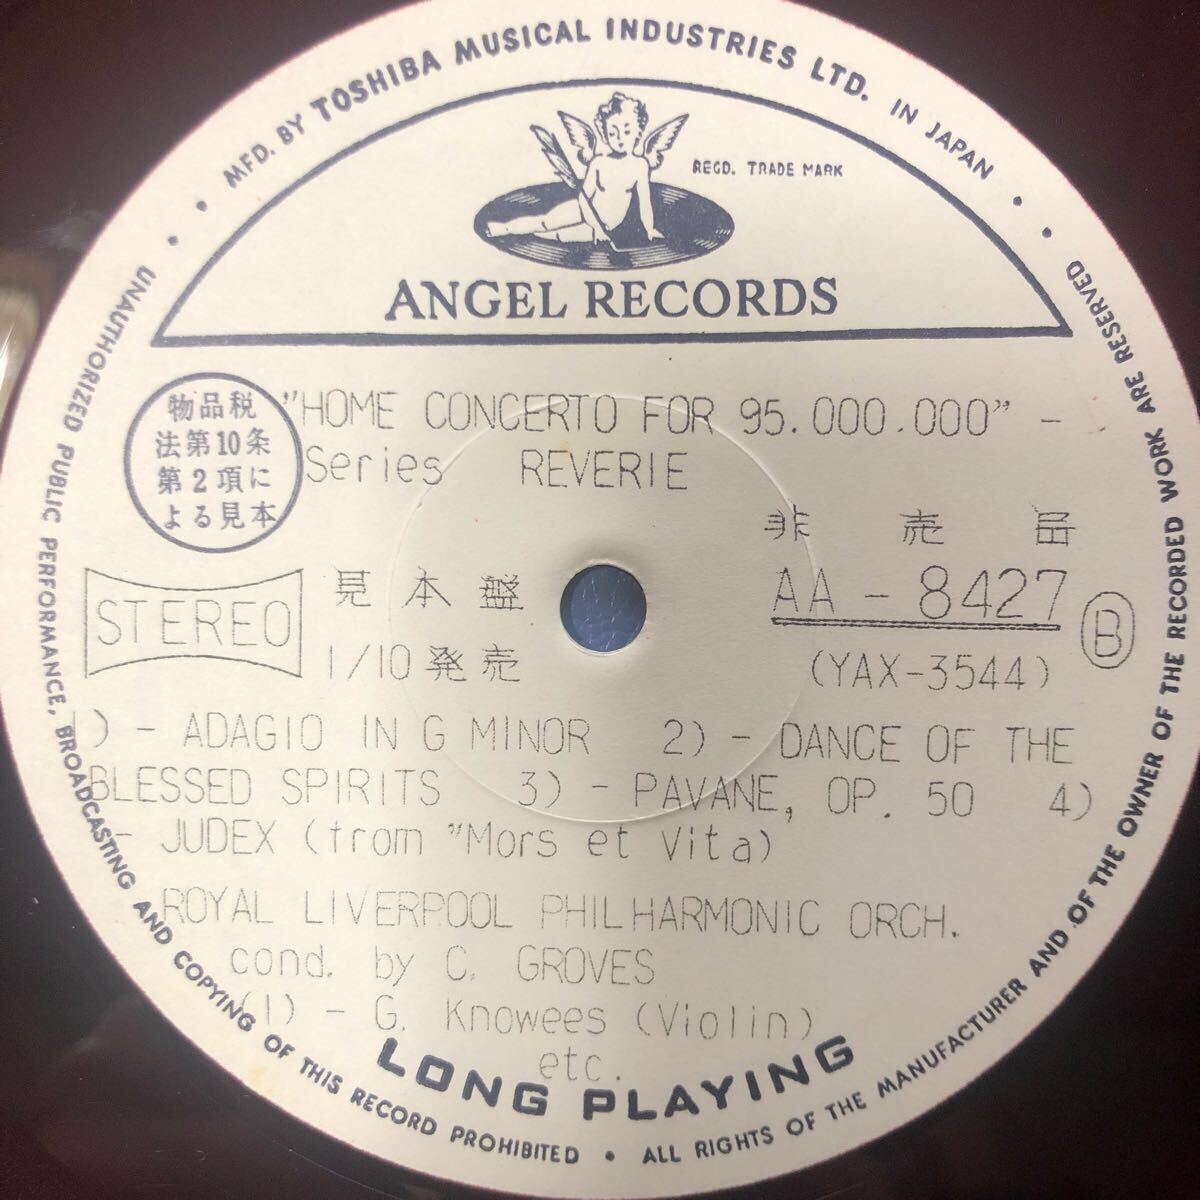 MFD. BY TOSHIBA MUSICAL INDUSTRIES LTD. IN JAPAN
REGD. TRADE MARK
ANGEL RECORDS
物品税
法第10条
第2項に
よる見本
"HOME CONCERTO FOR 95.000.000" -
Series REVERIE
非売品
見本盤 AA - 8427 B
STEREO
1/10発売 (YAX-3544)
1) - ADAGIO IN G MINOR 2) - DANCE OF THE
BLESSED SPIRITS 3) - PAVANE, OP. 50 4)
- JUDEX (from "Mors et Vita)
ROYAL LIVERPOOL PHILHARMONIC ORCH.
cond. by C. GROVES
(1) - G. Knowees (Violin)
etc.
LONG PLAYING
UNAUTHORIZED PUBLIC PERFORMANCE, BROADCASTING AND COPYING OF THIS RECORD PROHIBITED • ALL RIGHTS OF THE MANUFACTURER AND OF THE OWNER OF THE RECORDED WORK ARE RESERVED